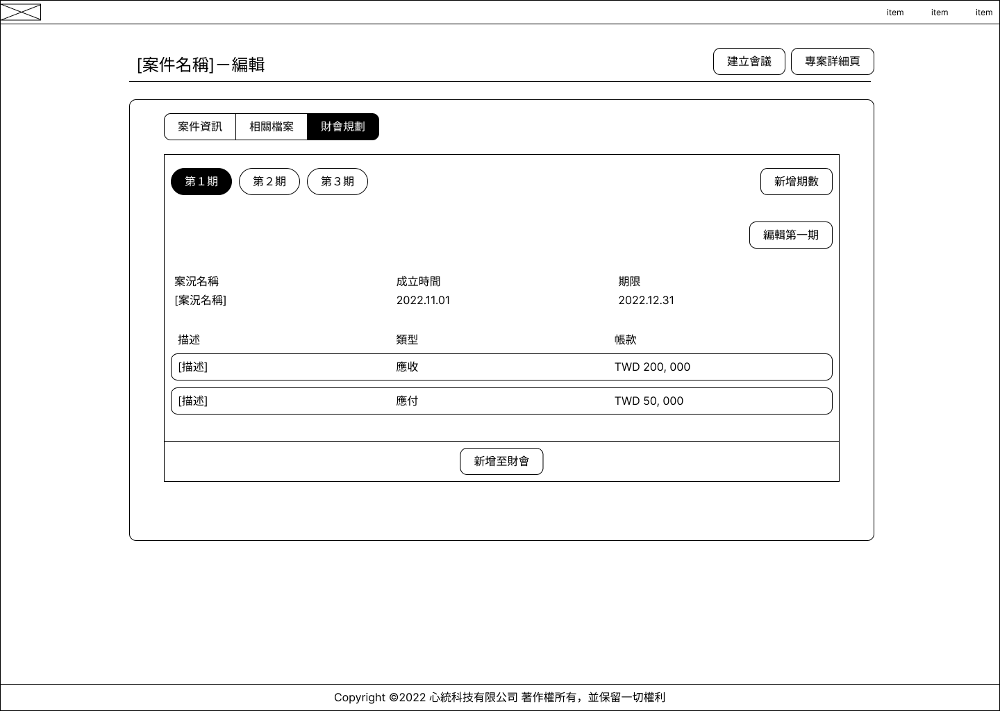 item item item
[案件名稱]－編輯
建立會議 專案詳細頁
案件資訊 相關檔案 財會規劃
第１期 第２期 第３期 新增期數
編輯第一期
案況名稱 成立時間 期限
[案況名稱] 2022.11.01 2022.12.31
描述 類型 帳款
[描述] 應收 TWD 200, 000
[描述] 應付 TWD 50, 000
新增至財會
Copyright ©2022 心統科技有限公司 著作權所有，並保留一切權利